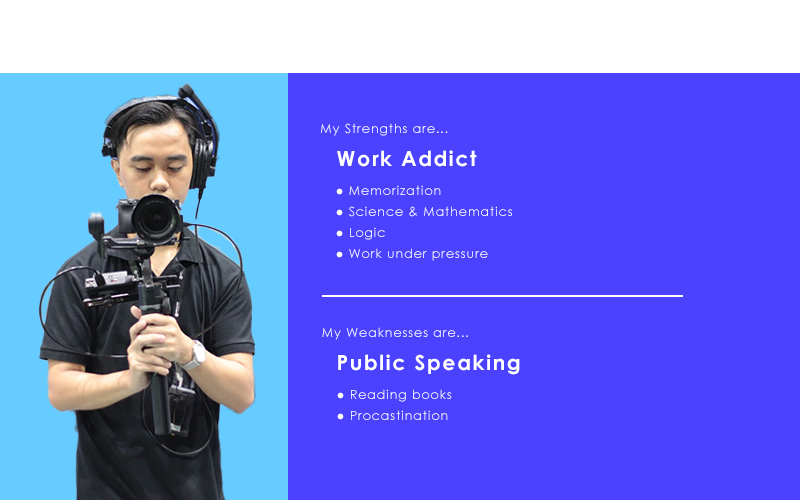 My Strengths are...
Work Addict
● Memorization
● Science & Mathematics
● Logic
● Work under pressure
My Weaknesses are...
Public Speaking
● Reading books
● Procastination